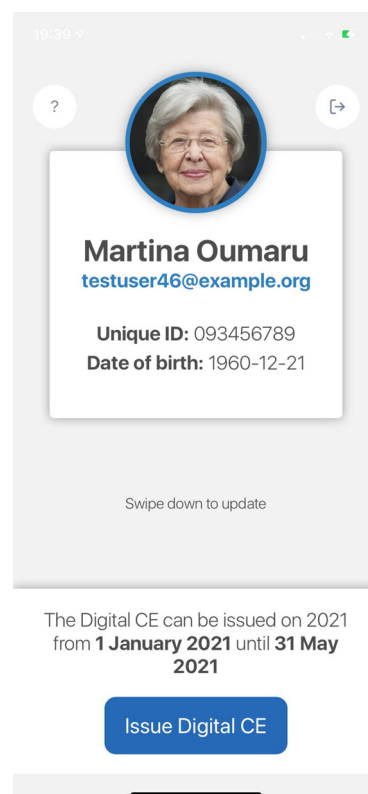 19:39
?
Martina Oumaru
testuser46@example.org
Unique ID: 093456789
Date of birth: 1960-12-21
Swipe down to update
The Digital CE can be issued on 2021
from 1 January 2021 until 31 May
2021
Issue Digital CE